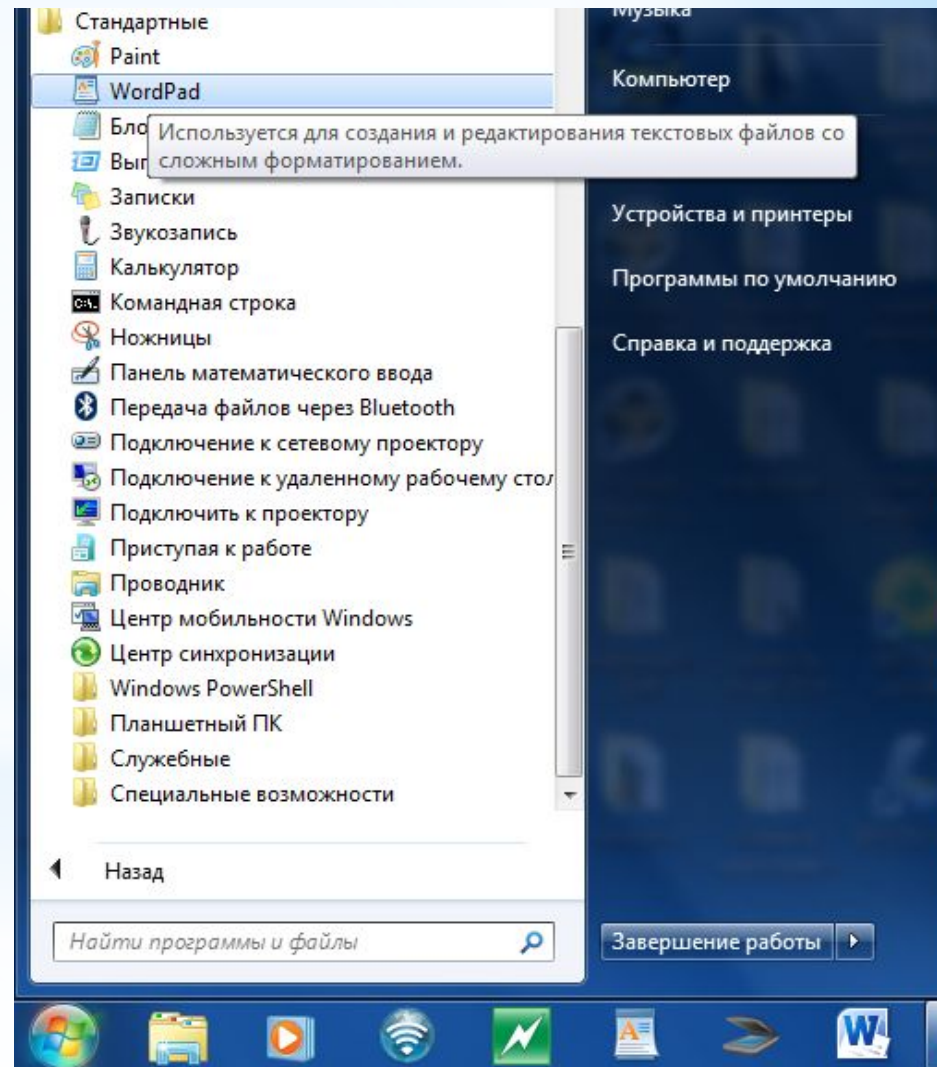 Стандартные
Paint
WordPad
Используется для создания и редактирования текстовых файлов со
сложным форматированием.
Записки
Звукозапись
Калькулятор
Командная строка
Ножницы
Панель математического ввода
Передача файлов через Bluetooth
Подключение к сетевому проектору
Подключение к удаленному рабочему стол
Подключить к проектору
Приступая к работе
Проводник
Центр мобильности Windows
Центр синхронизации
Windows PowerShell
Планшетный ПК
Служебные
Специальные возможности
Назад
Найти программы и файлы
Музыка
Компьютер
Устройства и принтеры
Программы по умолчанию
Справка и поддержка
Завершение работы